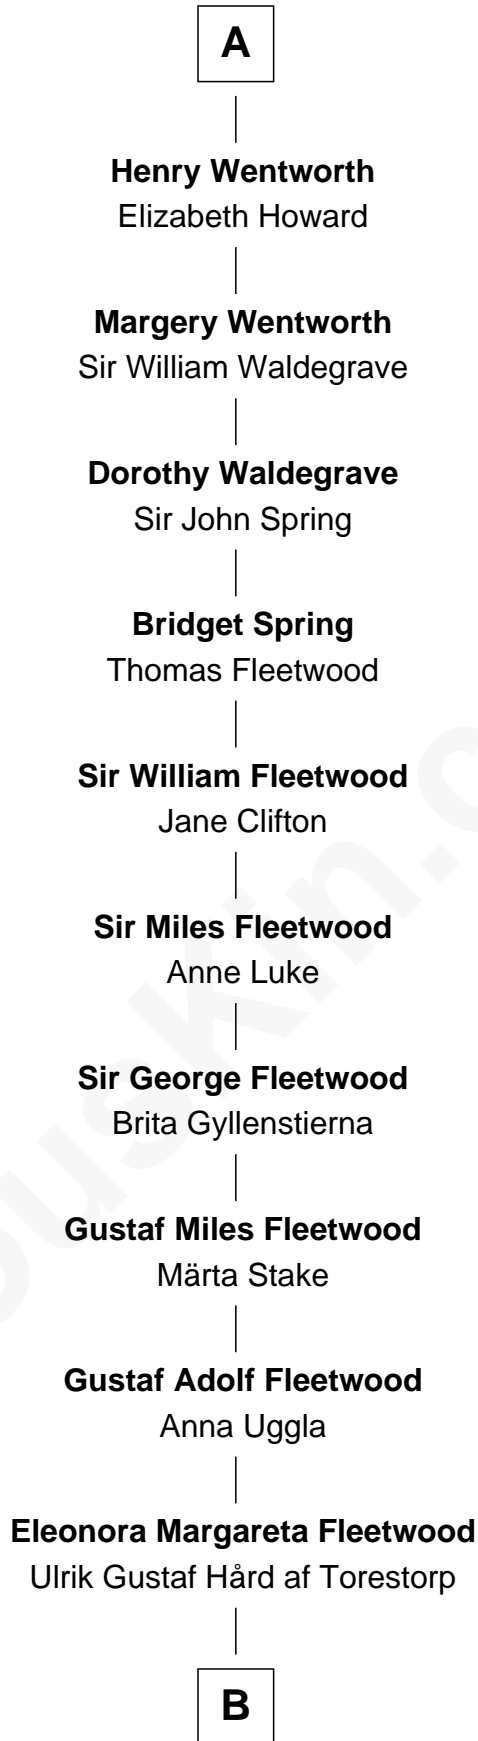 A
Henry Wentworth
Elizabeth Howard
Margery Wentworth
Sir William Waldegrave
Dorothy Waldegrave
Sir John Spring
Bridget Spring
Thomas Fleetwood
Sir William Fleetwood
Jane Clifton
Sir Miles Fleetwood
Anne Luke
Sir George Fleetwood
Brita Gyllenstierna
Gustaf Miles Fleetwood
Märta Stake
Gustaf Adolf Fleetwood
Anna Uggla
Eleonora Margareta Fleetwood
Ulrik Gustaf Hård af Torestorp
B